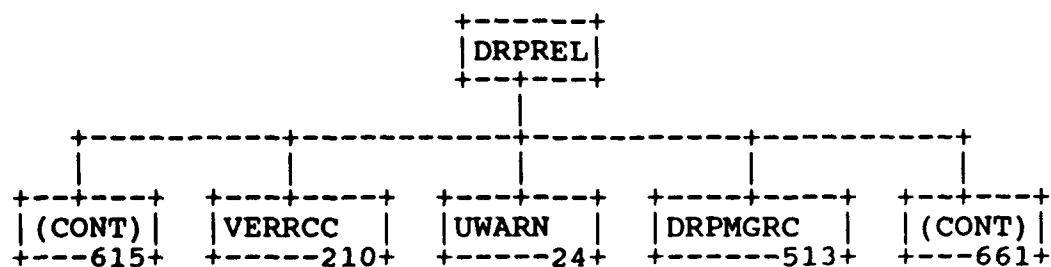 DRPREL
(CONT) VERRCC UWARN DRPMGRC (CONT)
615 210 24 513 661